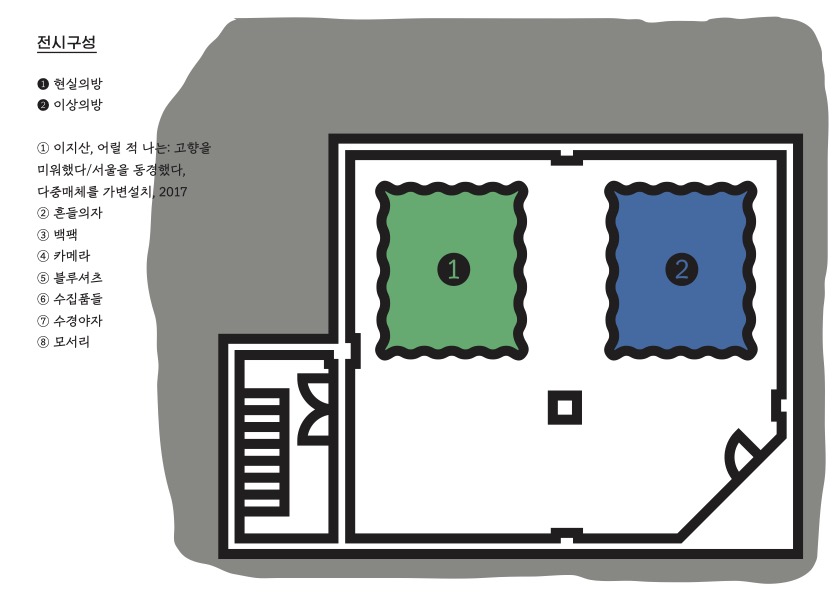 전시구성
❶ 현실의방
❷ 이상의방
① 이지산, 어릴 적 나는: 고향을
미워했다/서울을 동경했다,
다중매체를 가변설치, 2017
② 흔들의자
③ 백팩
④ 카메라
⑤ 블루셔츠
⑥ 수집품들
⑦ 수경야자
⑧ 모서리
1
2